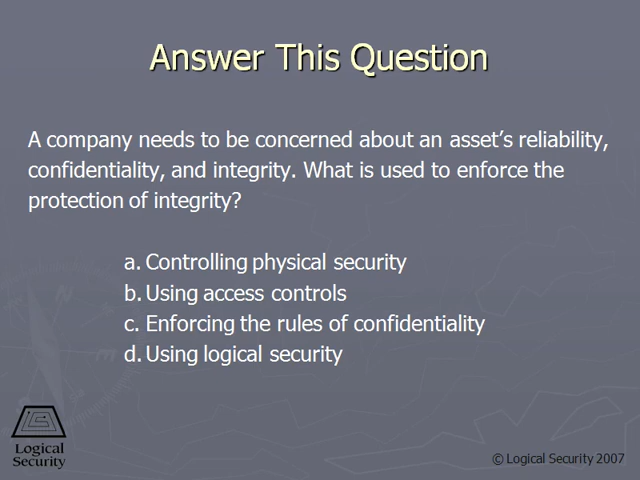 Answer This Question
A company needs to be concerned about an asset's reliability,
confidentiality, and integrity. What is used to enforce the
protection of integrity?
a. Controlling physical security
b. Using access controls
c. Enforcing the rules of confidentiality
d. Using logical security
Logical
Security
© Logical Security 2007